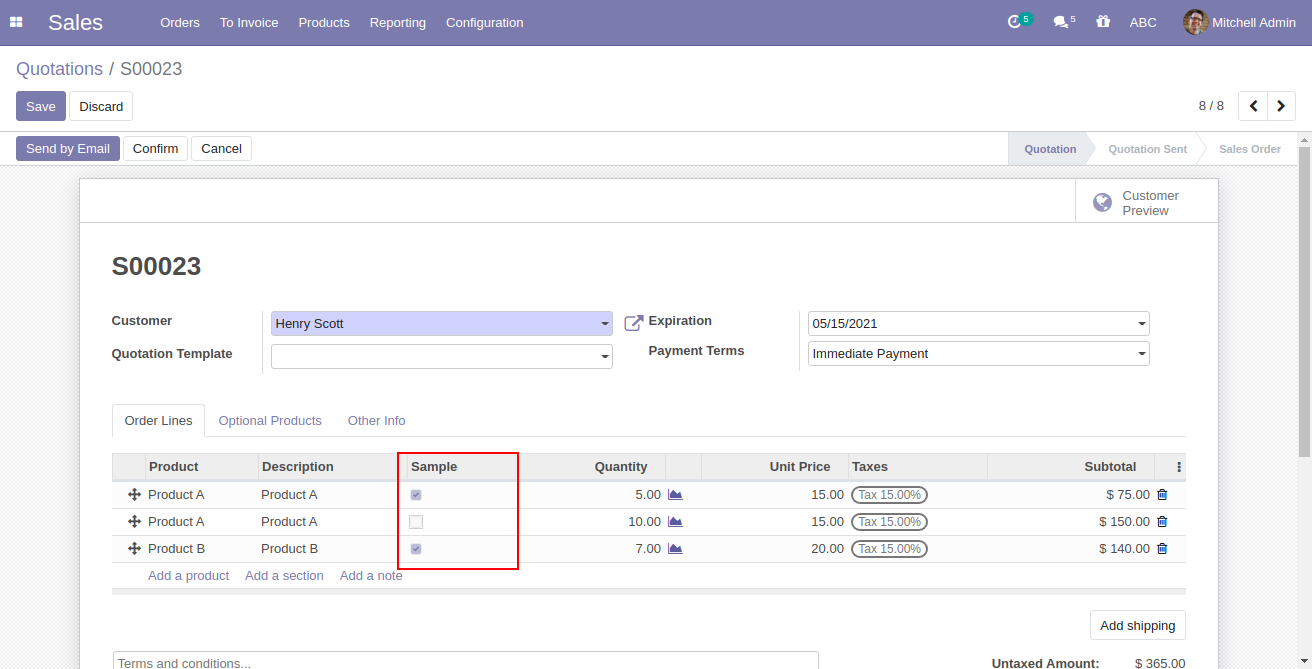 Sales Orders To Invoice Products Reporting Configuration 5 5 ABC Mitchell Admin
Quotations / S00023
Save Discard 8 / 8
Send by Email Confirm Cancel Quotation Quotation Sent Sales Order
Customer
Preview
S00023
Customer Henry Scott Expiration 05/15/2021
Quotation Template Payment Terms Immediate Payment
Order Lines Optional Products Other Info
Product Description Sample Quantity Unit Price Taxes Subtotal
Product A Product A 5.00 15.00 Tax 15.00% $ 75.00
Product A Product A 10.00 15.00 Tax 15.00% $ 150.00
Product B Product B 7.00 20.00 Tax 15.00% $ 140.00
Add a product Add a section Add a note
Add shipping
Terms and conditions... Untaxed Amount: $ 365.00